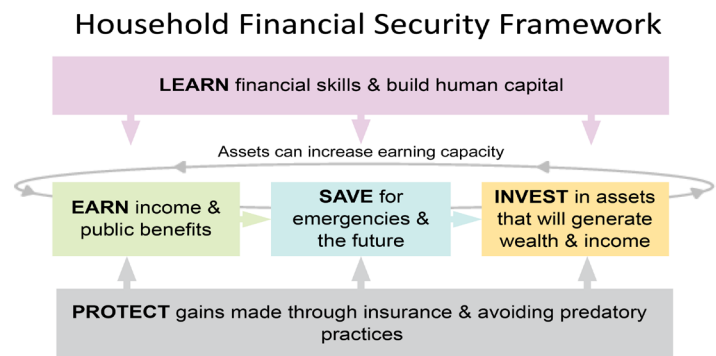 Household Financial Security Framework
LEARN financial skills & build human capital
Assets can increase earning capacity
EARN income &
public benefits
SAVE for
emergencies &
the future
INVEST in assets
that will generate
wealth & income
PROTECT gains made through insurance & avoiding predatory
practices